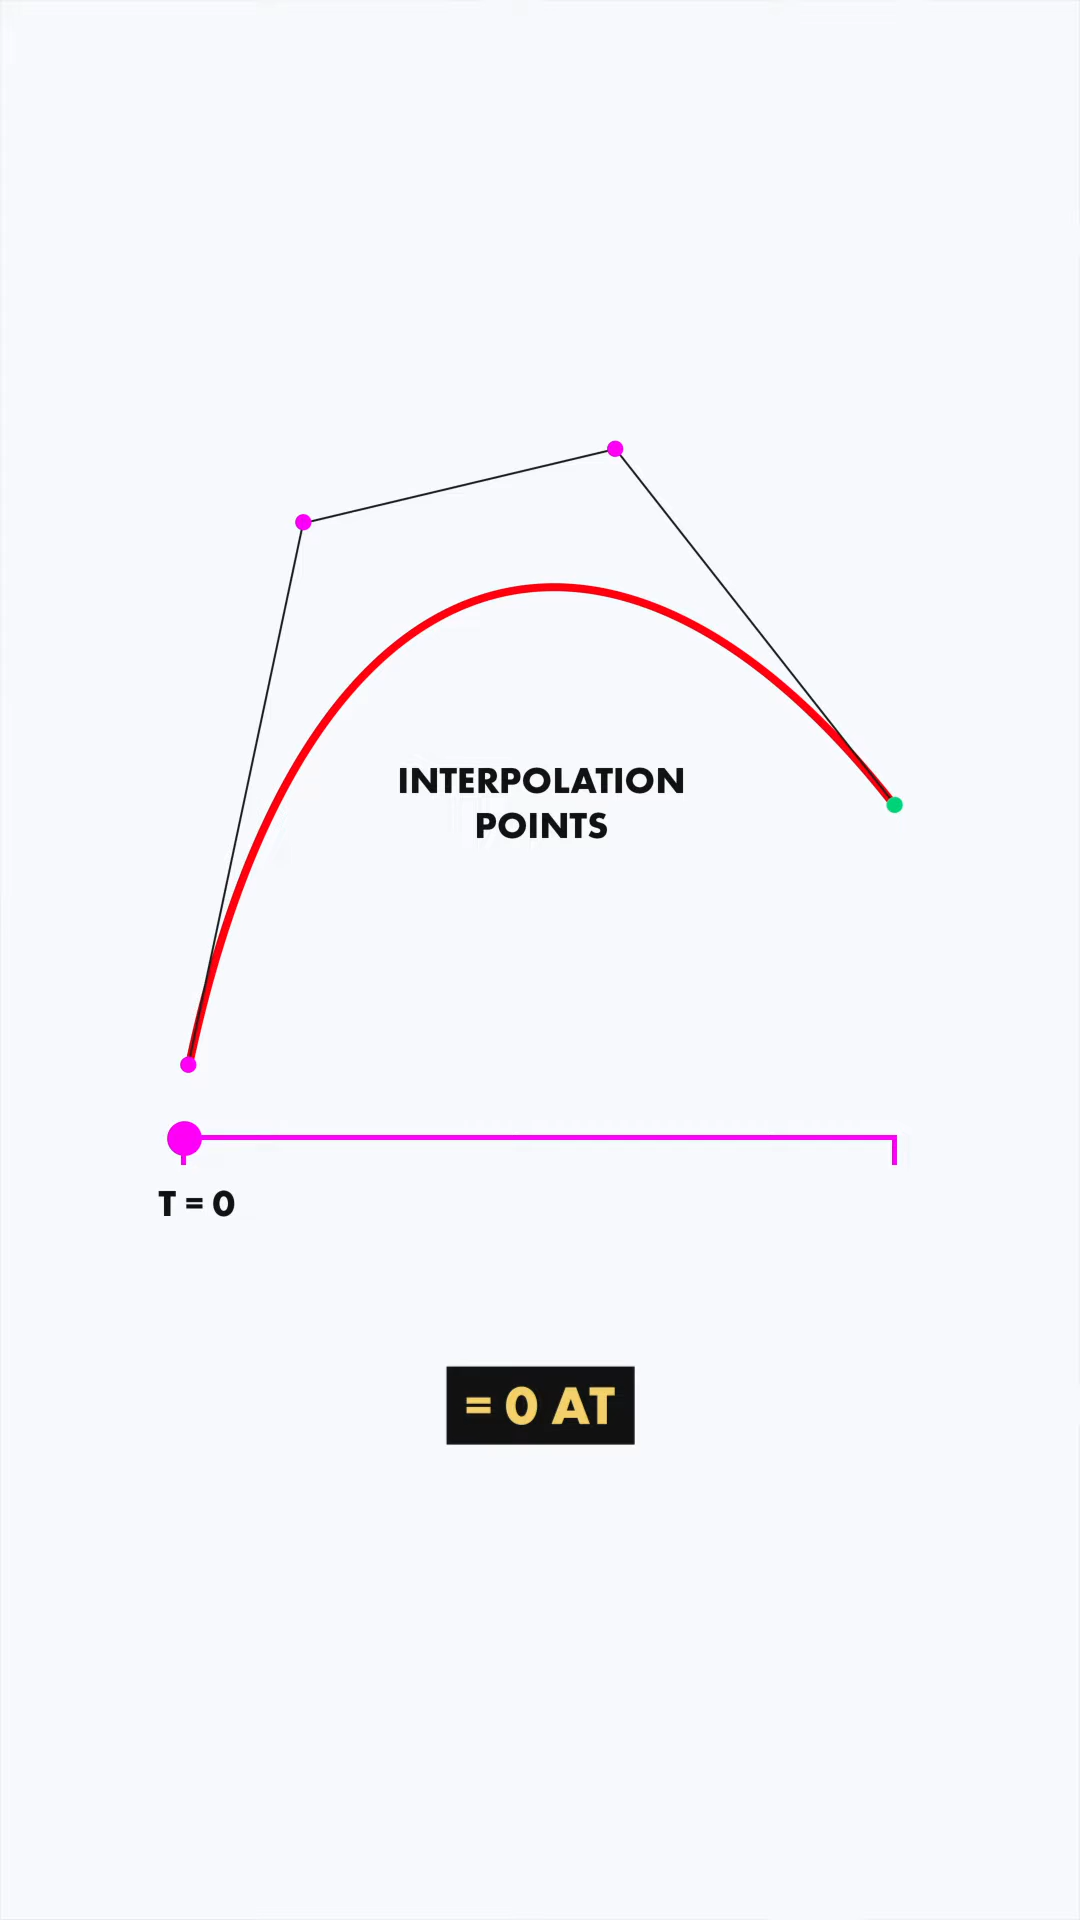 INTERPOLATION
POINTS
T = 0
= 0 AT